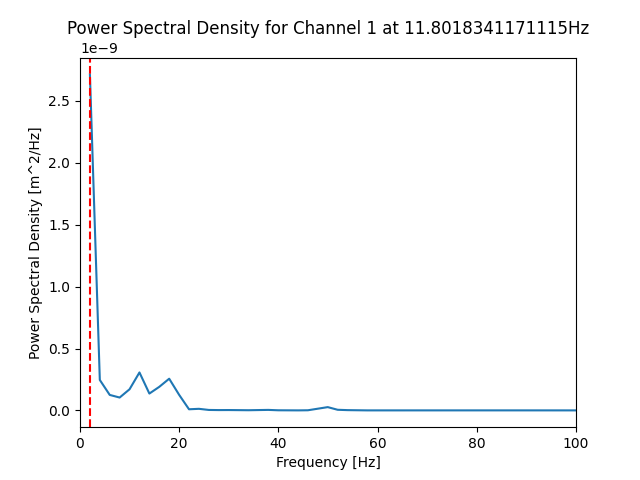 Power Spectral Density for Channel 1 at 11.8018341171115Hz
1e−9
2.5
2.0
1.5
1.0
0.5
0.0
Power Spectral Density [m^2/Hz]
0 20 40 60 80 100
Frequency [Hz]